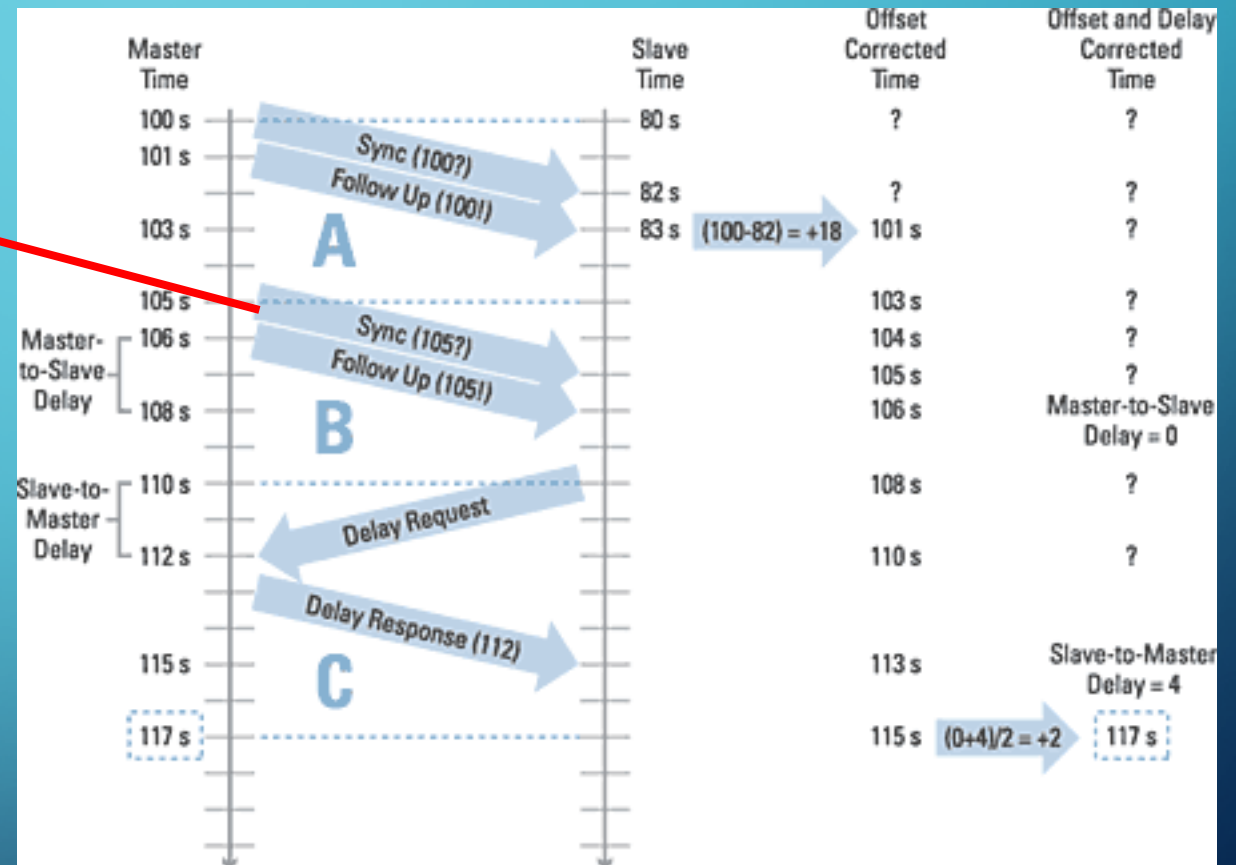 Master
Time
Slave
Time
Offset
Corrected
Time
Offset and Delay
Corrected
Time
100 s
80 s
?
?
Sync (100?)
101 s
Follow Up (100!)
82 s
?
?
A
103 s
83 s
(100-82) = +18
101 s
?
105 s
103 s
?
Sync (105?)
Master-
to-Slave
Delay
106 s
104 s
?
Follow Up (105!)
105 s
?
B
108 s
106 s
Master-to-Slave
Delay = 0
Slave-to-
Master
Delay
110 s
108 s
?
Delay Request
112 s
110 s
?
Delay Response (112)
C
115 s
113 s
Slave-to-Master
Delay = 4
117 s
115 s
(0+4)/2 = +2
117 s